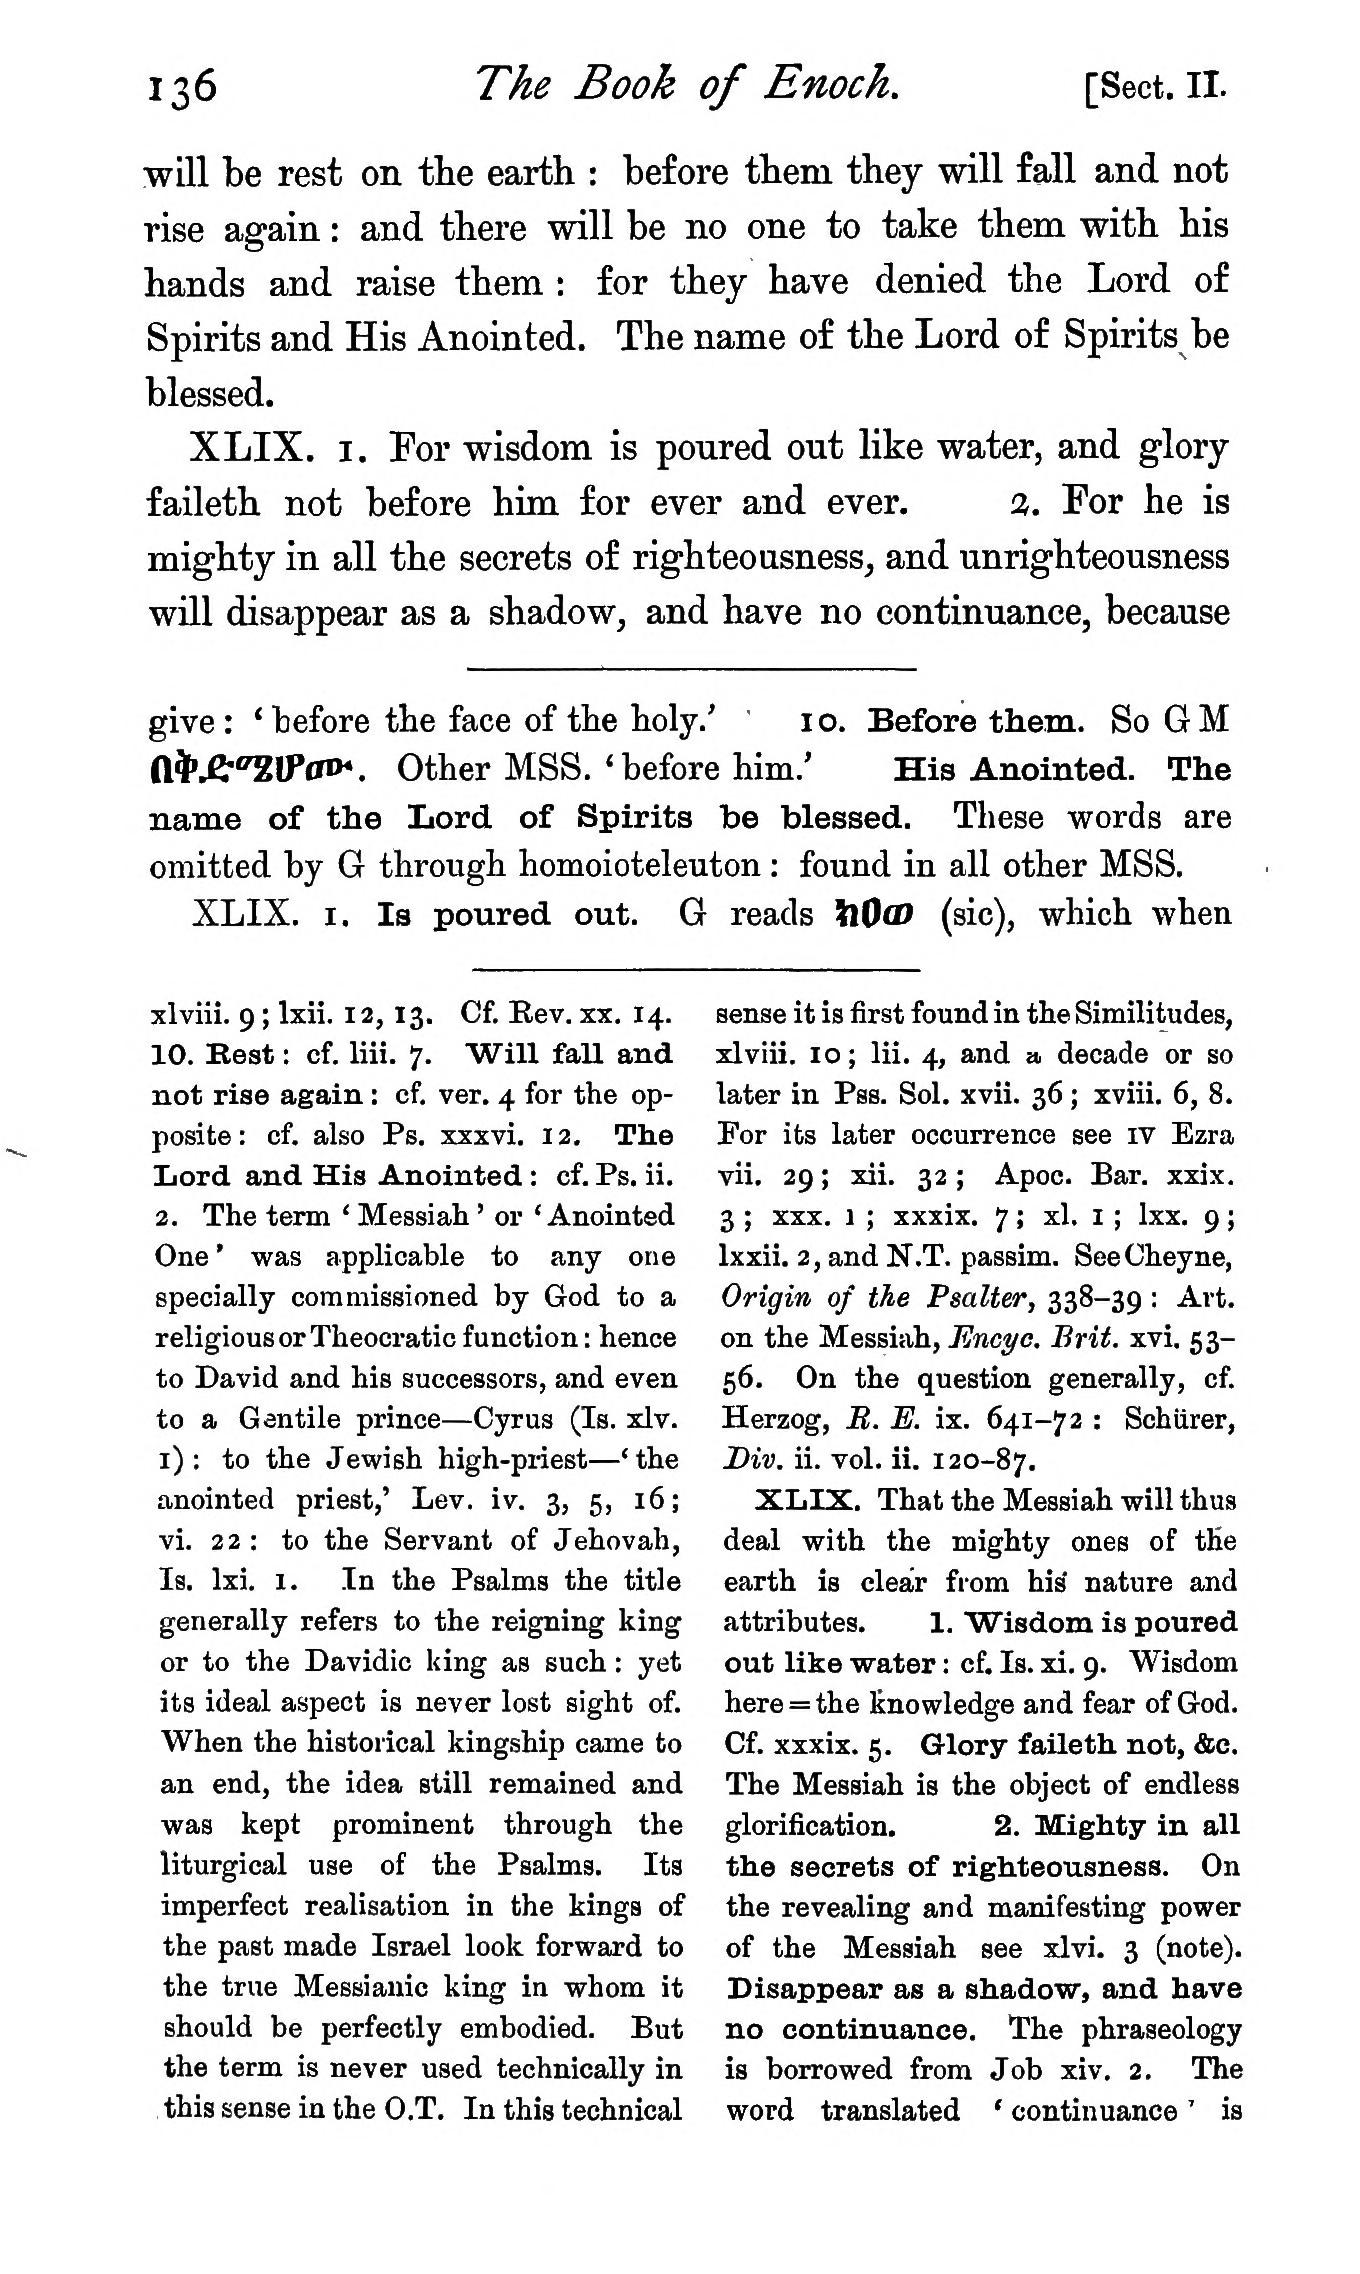 136 The Book of Enoch. [Sect. II.
will be rest on the earth : before them they will fall and not
rise again : and there will be no one to take them with his
hands and raise them : for they have denied the Lord of
Spirits and His Anointed. The name of the Lord of Spirits be
blessed.
XLIX. 1. For wisdom is poured out like water, and glory
faileth not before him for ever and ever. 2. For he is
mighty in all the secrets of righteousness, and unrighteousness
will disappear as a shadow, and have no continuance, because
give : ‘before the face of the holy.’ 10. Before them. So G M
በቅድሜሆሙ. Other MSS. ‘before him.’ His Anointed. The
name of the Lord of Spirits be blessed. These words are
omitted by G through homoioteleuton : found in all other MSS.
XLIX. 1. Is poured out. G reads ክዐወ (sic), which when
xlviii. 9 ; lxii. 12, 13. Cf. Rev. xx. 14.
10. Rest : cf. liii. 7. Will fall and
not rise again : cf. ver. 4 for the op-
posite : cf. also Ps. xxxvi. 12. The
Lord and His Anointed : cf. Ps. ii.
2. The term ‘Messiah’ or ‘Anointed
One’ was applicable to any one
specially commissioned by God to a
religious or Theocratic function : hence
to David and his successors, and even
to a Gentile prince—Cyrus (Is. xlv.
1) : to the Jewish high-priest—‘the
anointed priest,’ Lev. iv. 3, 5, 16 ;
vi. 22 : to the Servant of Jehovah,
Is. lxi. 1. In the Psalms the title
generally refers to the reigning king
or to the Davidic king as such : yet
its ideal aspect is never lost sight of.
When the historical kingship came to
an end, the idea still remained and
was kept prominent through the
liturgical use of the Psalms. Its
imperfect realisation in the kings of
the past made Israel look forward to
the true Messianic king in whom it
should be perfectly embodied. But
the term is never used technically in
this sense in the O.T. In this technical
sense it is first found in the Similitudes,
xlviii. 10 ; lii. 4, and a decade or so
later in Pss. Sol. xvii. 36 ; xviii. 6, 8.
For its later occurrence see IV Ezra
vii. 29 ; xii. 32 ; Apoc. Bar. xxix.
3 ; xxx. 1 ; xxxix. 7 ; xl. 1 ; lxx. 9 ;
lxxii. 2, and N.T. passim. See Cheyne,
Origin of the Psalter, 338–39 : Art.
on the Messiah, Encyc. Brit. xvi. 53–
56. On the question generally, cf.
Herzog, R. E. ix. 641–72 : Schürer,
Div. ii. vol. ii. 120–87.
XLIX. That the Messiah will thus
deal with the mighty ones of the
earth is clear from his nature and
attributes. 1. Wisdom is poured
out like water : cf. Is. xi. 9. Wisdom
here = the knowledge and fear of God.
Cf. xxxix. 5. Glory faileth not, &c.
The Messiah is the object of endless
glorification. 2. Mighty in all
the secrets of righteousness. On
the revealing and manifesting power
of the Messiah see xlvi. 3 (note).
Disappear as a shadow, and have
no continuance. The phraseology
is borrowed from Job xiv. 2. The
word translated ‘continuance’ is